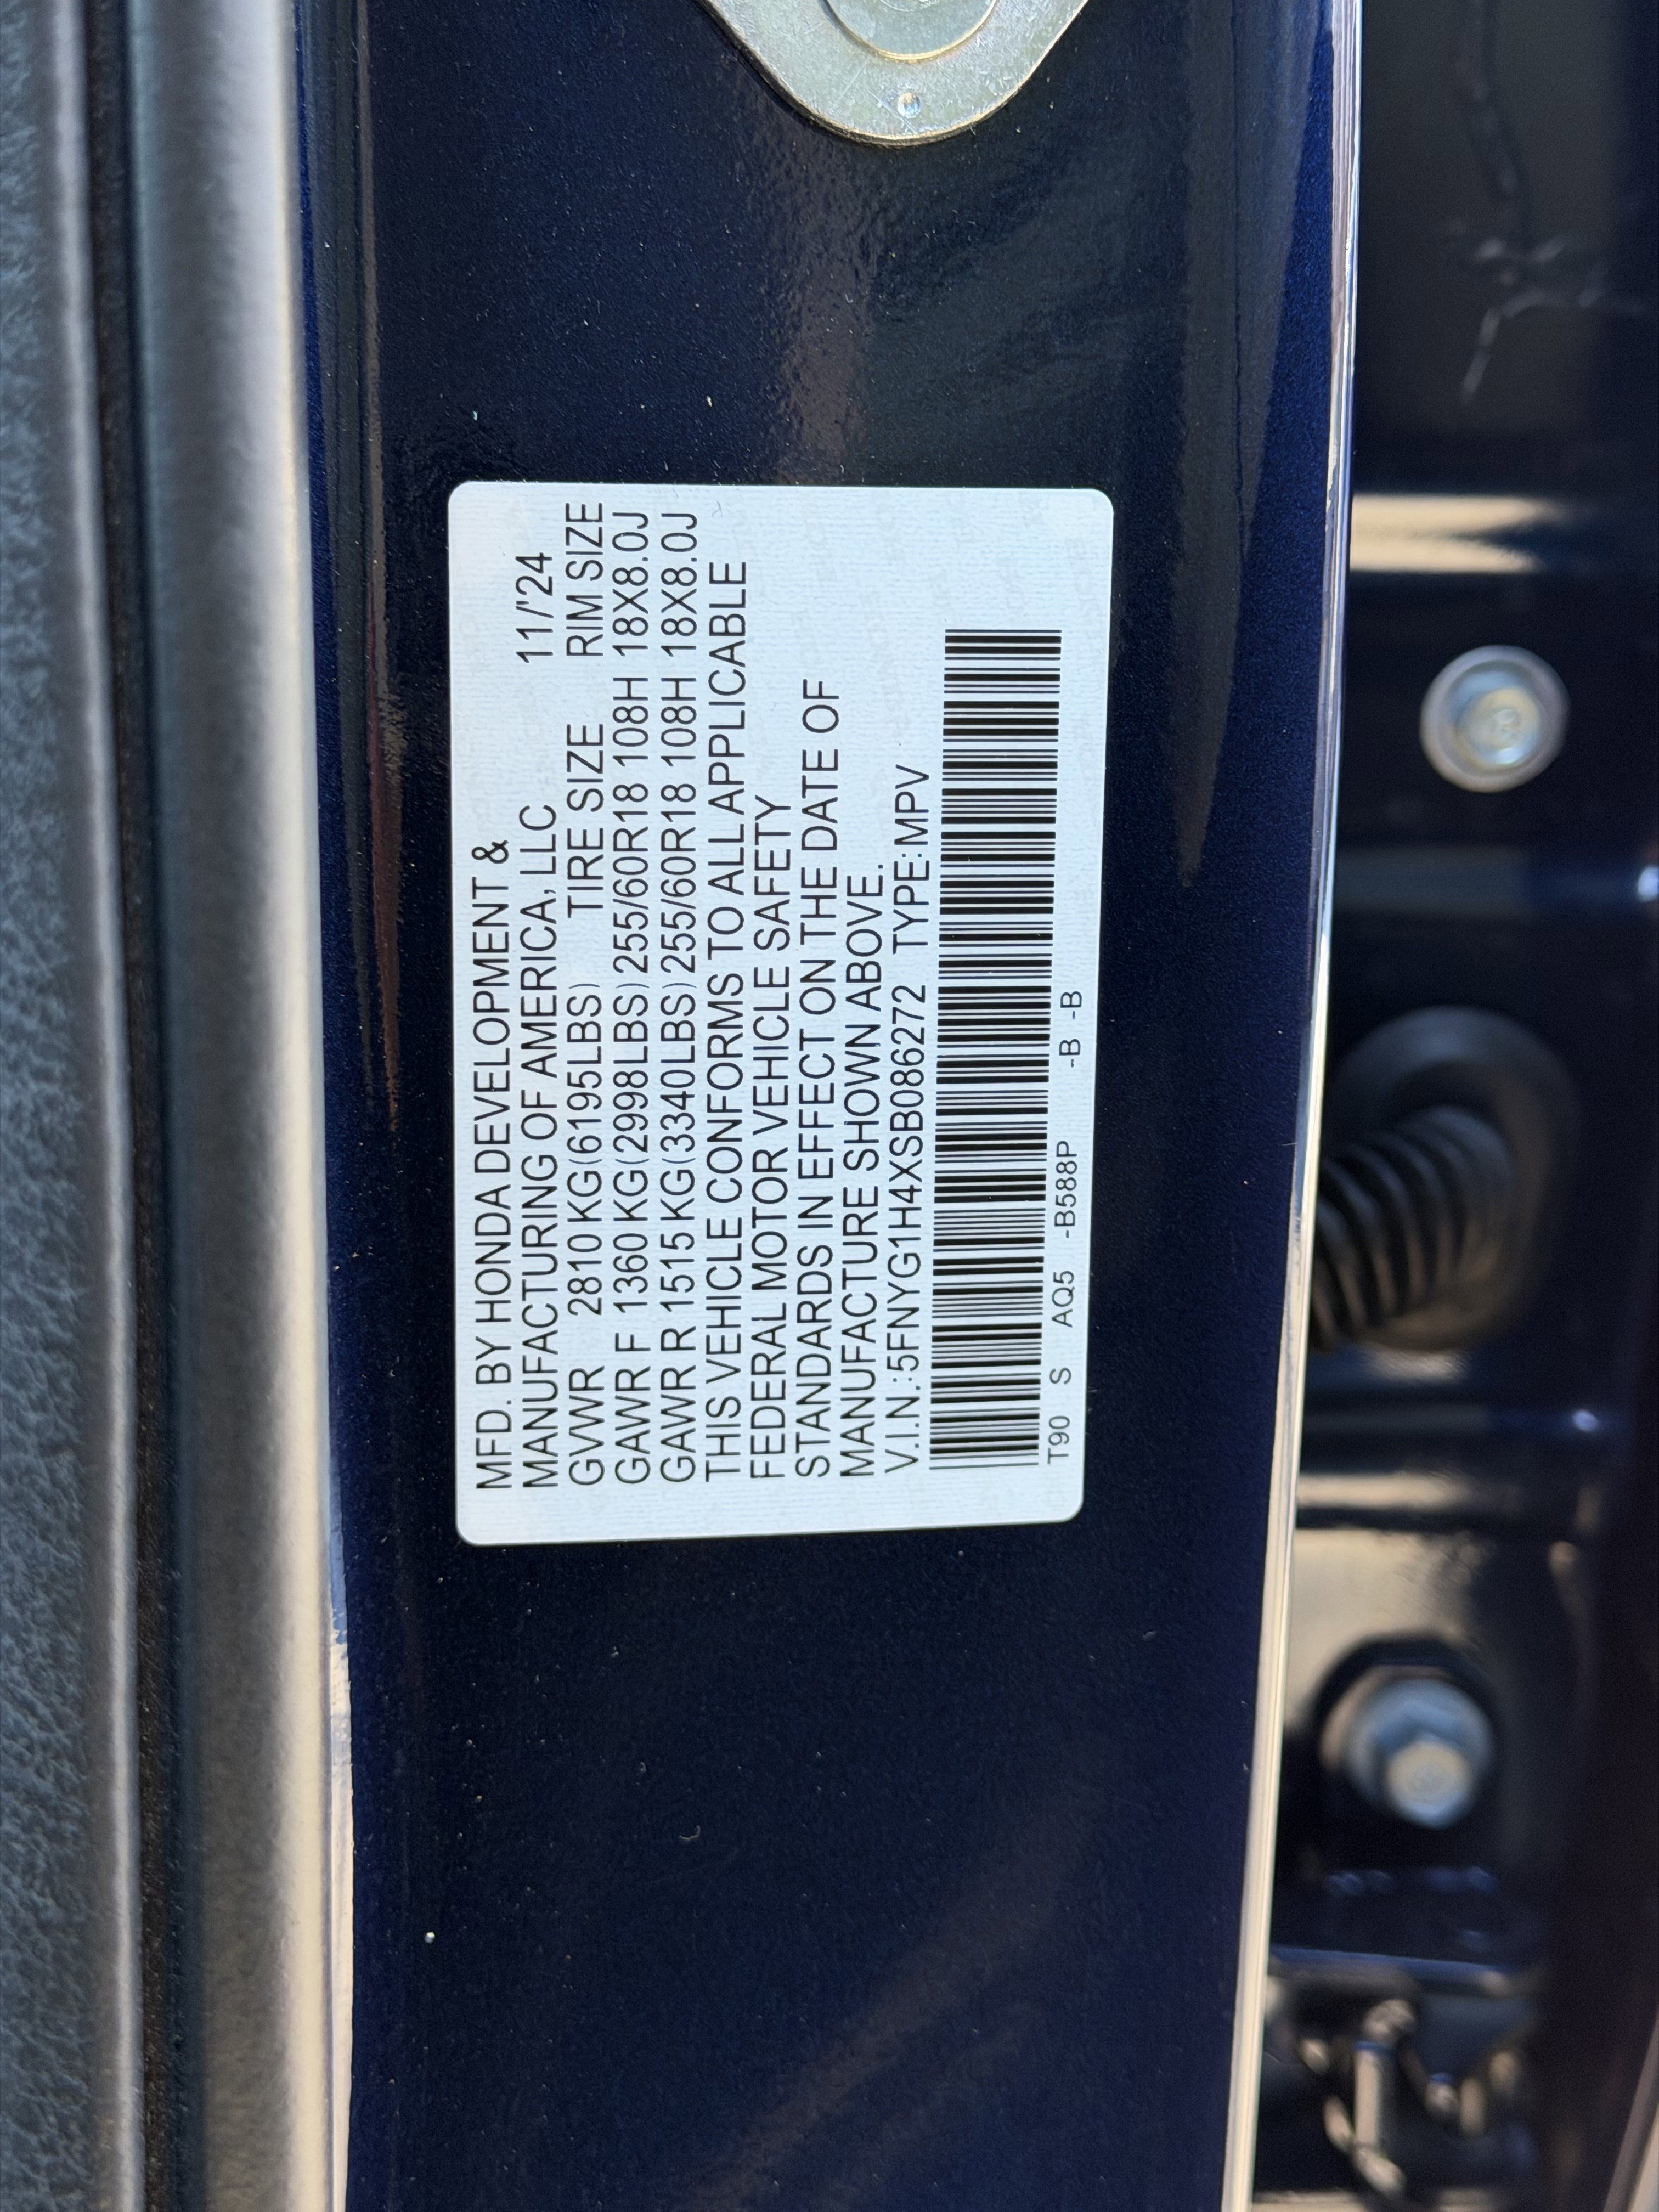 MFD. BY HONDA DEVELOPMENT &
MANUFACTURING OF AMERICA, LLC 11/'24
GVWR 2810 KG(6195LBS) TIRE SIZE RIM SIZE
GAWR F 1360 KG(2998LBS) 255/60R18 108H 18X8.0J
GAWR R 1515 KG(3340LBS) 255/60R18 108H 18X8.0J
THIS VEHICLE CONFORMS TO ALL APPLICABLE
FEDERAL MOTOR VEHICLE SAFETY
STANDARDS IN EFFECT ON THE DATE OF
MANUFACTURE SHOWN ABOVE.
V.I.N.:5FNYG1H4XSB086272 TYPE:MPV
T90 S AQ5 -B588P -B -B